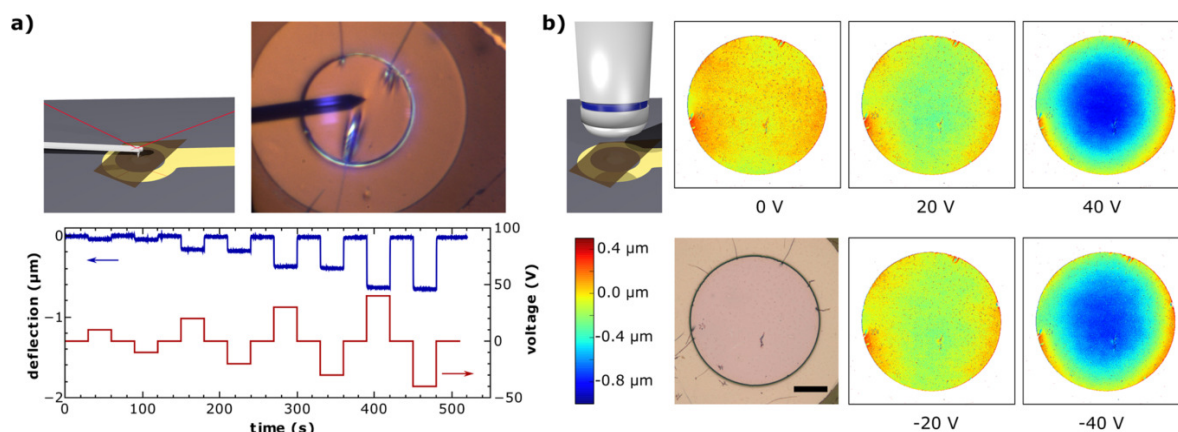 a)
b)
0 V
20 V
40 V
0
-1
-2
deflection (µm)
100
50
0
-50
voltage (V)
0
100
200
300
400
500
time (s)
0.4 µm
0.0 µm
-0.4 µm
-0.8 µm
-20 V
-40 V